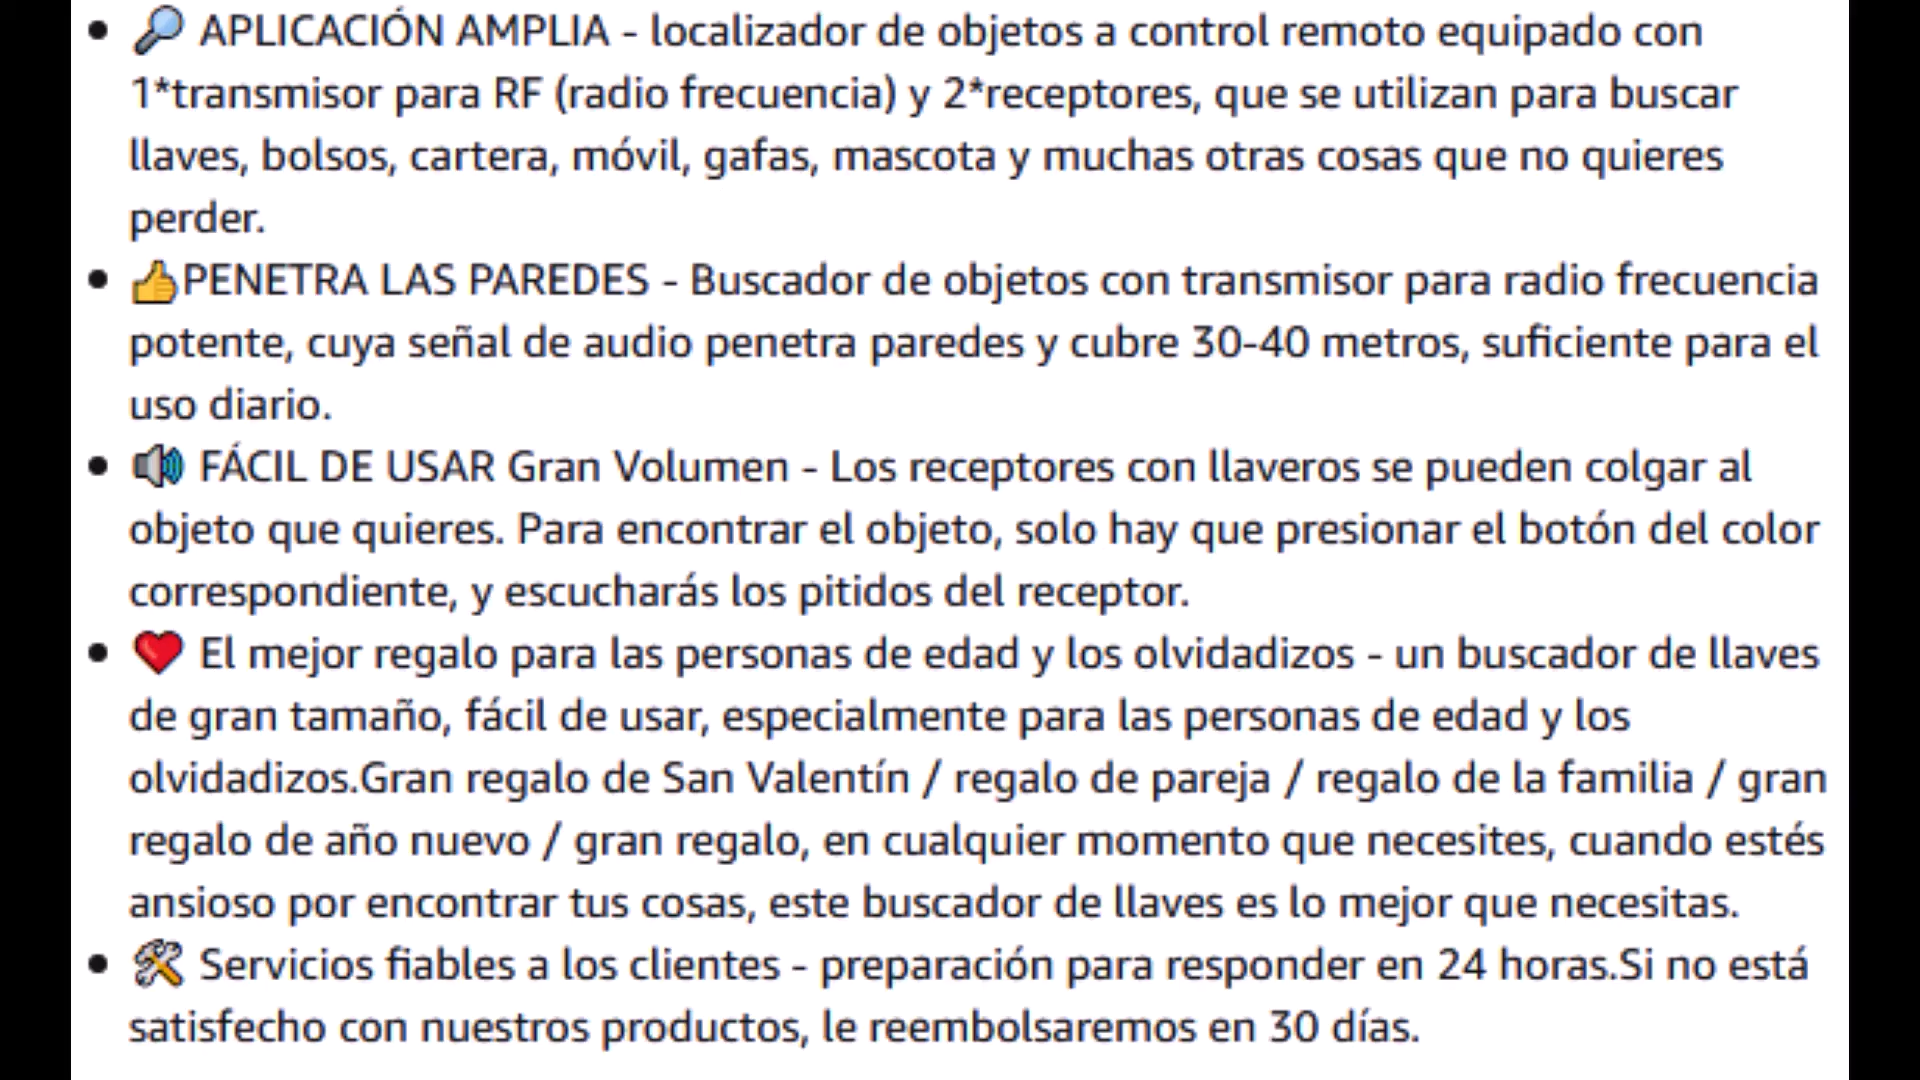 🔎 APLICACIÓN AMPLIA - localizador de objetos a control remoto equipado con
1*transmisor para RF (radio frecuencia) y 2*receptores, que se utilizan para buscar
llaves, bolsos, cartera, móvil, gafas, mascota y muchas otras cosas que no quieres
perder.
👍PENETRA LAS PAREDES - Buscador de objetos con transmisor para radio frecuencia
potente, cuya señal de audio penetra paredes y cubre 30-40 metros, suficiente para el
uso diario.
🔊 FÁCIL DE USAR Gran Volumen - Los receptores con llaveros se pueden colgar al
objeto que quieres. Para encontrar el objeto, solo hay que presionar el botón del color
correspondiente, y escucharás los pitidos del receptor.
❤️ El mejor regalo para las personas de edad y los olvidadizos - un buscador de llaves
de gran tamaño, fácil de usar, especialmente para las personas de edad y los
olvidadizos.Gran regalo de San Valentín / regalo de pareja / regalo de la familia / gran
regalo de año nuevo / gran regalo, en cualquier momento que necesites, cuando estés
ansioso por encontrar tus cosas, este buscador de llaves es lo mejor que necesitas.
🛠 Servicios fiables a los clientes - preparación para responder en 24 horas.Si no está
satisfecho con nuestros productos, le reembolsaremos en 30 días.